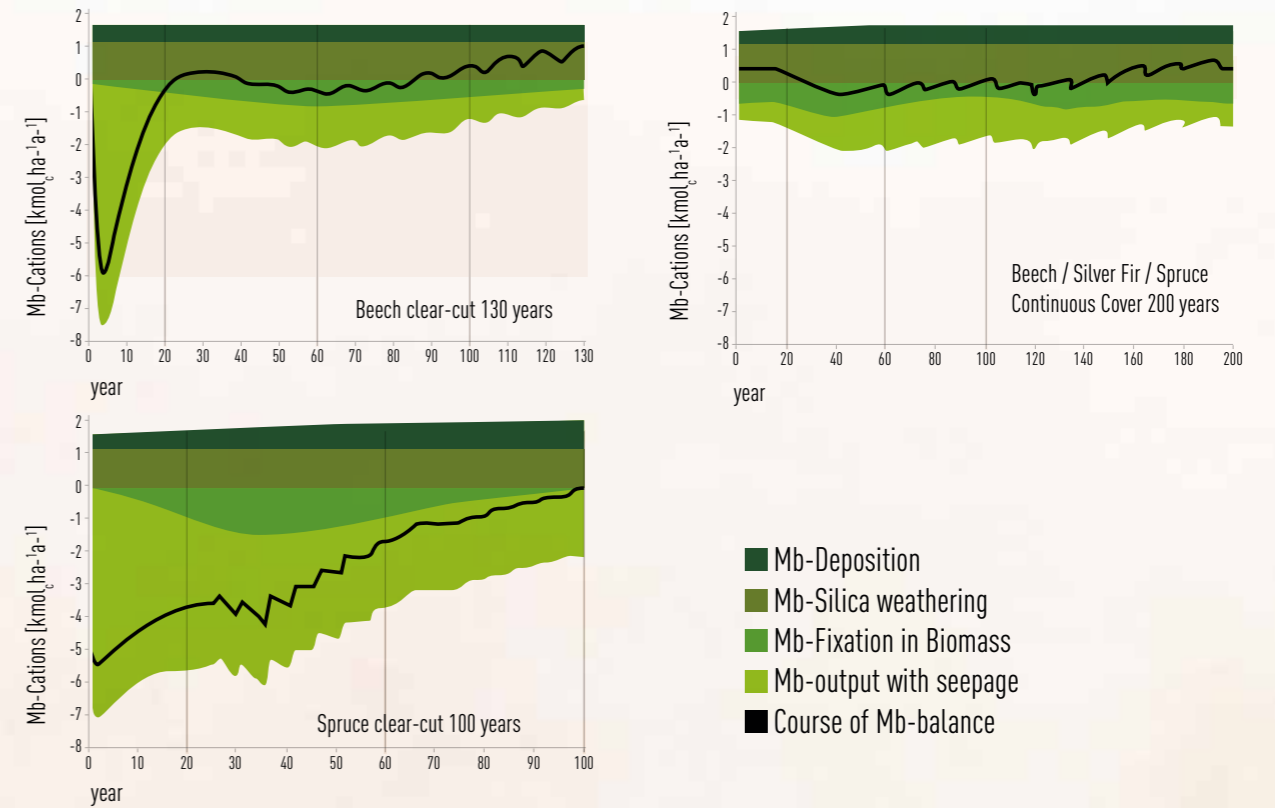 2
1
0
-1
-2
-3
-4
-5
-6
-7
-8
Mb-Cations [kmolcha-1a-1]
0 10 20 30 40 50 60 70 80 90 100 110 120 130
year
Beech clear-cut 130 years
2
1
0
-1
-2
-3
-4
-5
-6
-7
-8
Mb-Cations [kmolcha-1a-1]
0 20 40 60 80 100 120 140 160 180 200
year
Beech / Silver Fir / Spruce
Continuous Cover 200 years
2
1
0
-1
-2
-3
-4
-5
-6
-7
-8
Mb-Cations [kmolcha-1a-1]
0 10 20 30 40 50 60 70 80 90 100
year
Spruce clear-cut 100 years
Mb-Deposition
Mb-Silica weathering
Mb-Fixation in Biomass
Mb-output with seepage
Course of Mb-balance